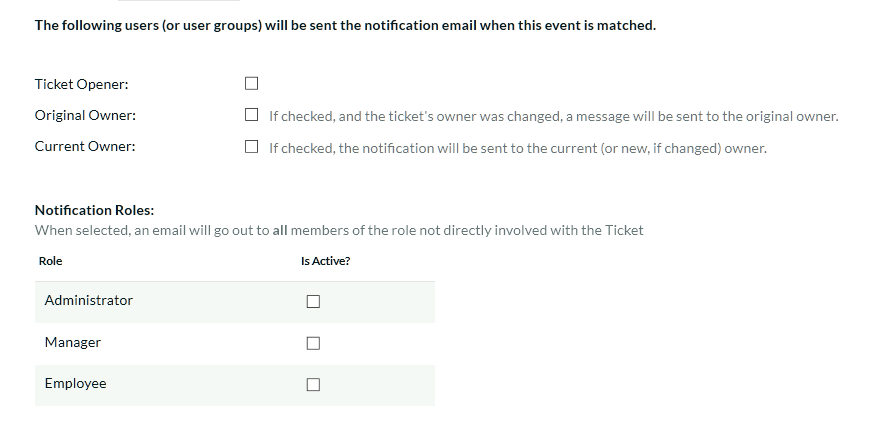 The following users (or user groups) will be sent the notification email when this event is matched.
Ticket Opener:
Original Owner: If checked, and the ticket's owner was changed, a message will be sent to the original owner.
Current Owner: If checked, the notification will be sent to the current (or new, if changed) owner.
Notification Roles:
When selected, an email will go out to all members of the role not directly involved with the Ticket
Role Is Active?
Administrator
Manager
Employee